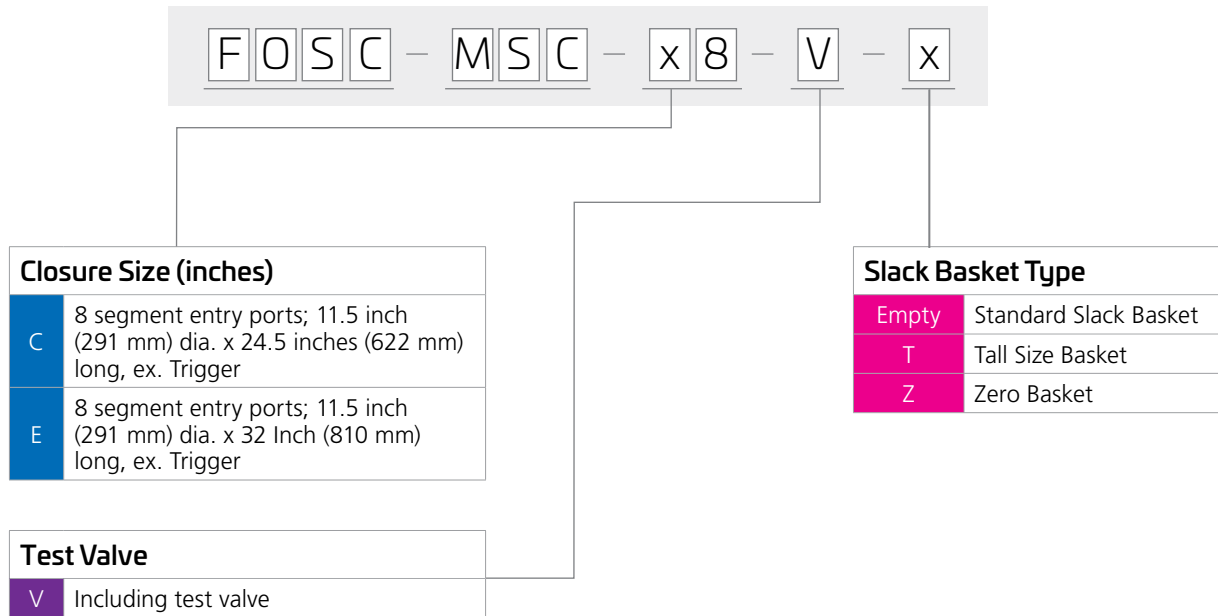 FOSC – MSC – x8 – V – x
Closure Size (inches)
C
8 segment entry ports; 11.5 inch
(291 mm) dia. x 24.5 inches (622 mm)
long, ex. Trigger
E
8 segment entry ports; 11.5 inch
(291 mm) dia. x 32 Inch (810 mm)
long, ex. Trigger
Test Valve
V Including test valve
Slack Basket Type
Empty Standard Slack Basket
T Tall Size Basket
Z Zero Basket